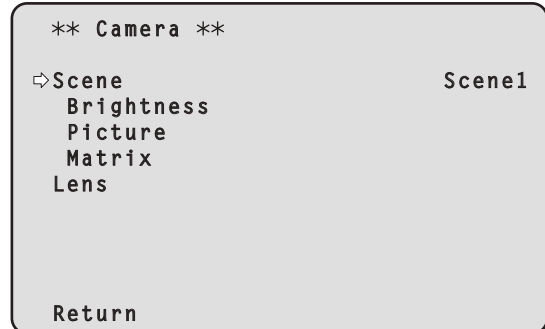 ** Camera **
⇨Scene Scene1
Brightness
Picture
Matrix
Lens
Return